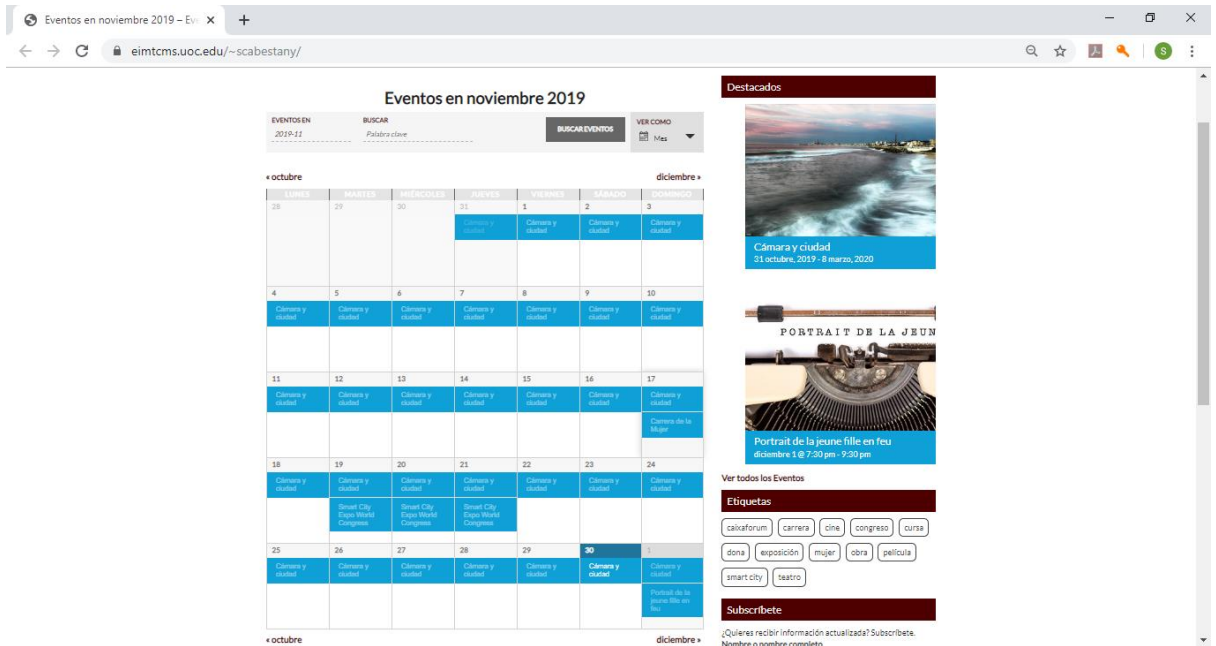 Eventos en noviembre 2019 – Eve
eimtcms.uoc.edu/~scabestany/
S
Eventos en noviembre 2019
EVENTOS EN
BUSCAR
2019-11
Palabra clave
BUSCAR EVENTOS
VER COMO
Mes
« octubre
diciembre »
LUNES MARTES MIÉRCOLES JUEVES VIERNES SÁBADO DOMINGO
28 29 30 31 1 2 3
Cámara y Cámara y Cámara y Cámara y
ciudad ciudad ciudad ciudad
4 5 6 7 8 9 10
Cámara y Cámara y Cámara y Cámara y Cámara y Cámara y Cámara y
ciudad ciudad ciudad ciudad ciudad ciudad ciudad
11 12 13 14 15 16 17
Cámara y Cámara y Cámara y Cámara y Cámara y Cámara y Cámara y
ciudad ciudad ciudad ciudad ciudad ciudad ciudad
Carrera de la
Mujer
18 19 20 21 22 23 24
Cámara y Cámara y Cámara y Cámara y Cámara y Cámara y Cámara y
ciudad ciudad ciudad ciudad ciudad ciudad ciudad
Smart City Smart City Smart City
Expo World Expo World Expo World
Congress Congress Congress
25 26 27 28 29 30 1
Cámara y Cámara y Cámara y Cámara y Cámara y Cámara y Cámara y
ciudad ciudad ciudad ciudad ciudad ciudad ciudad
Portrait de la
jeune fille en
feu
« octubre
diciembre »
Destacados
Cámara y ciudad
31 octubre, 2019 - 8 marzo, 2020
PORTRAIT DE LA JEUN
Portrait de la jeune fille en feu
diciembre 1 @ 7:30 pm - 9:30 pm
Ver todos los Eventos
Etiquetas
caixaforum carrera cine congreso cursa
dona exposición mujer obra película
smart city teatro
Subscríbete
¿Quieres recibir información actualizada? Subscríbete.
Nombre o nombre completo